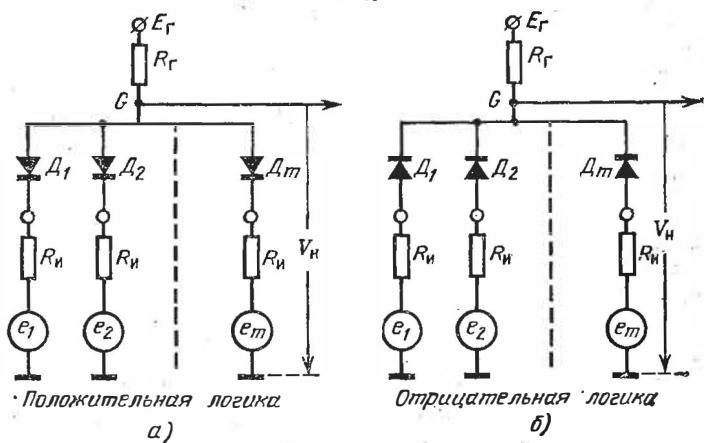 Eг Eг
Rг Rг
G G
Д1 Д2 Дm Д1 Д2 Дm
Rи Rи Rи Vн Rи Rи Rи Vн
e1 e2 em e1 e2 em
Положительная логика Отрицательная логика
а) б)